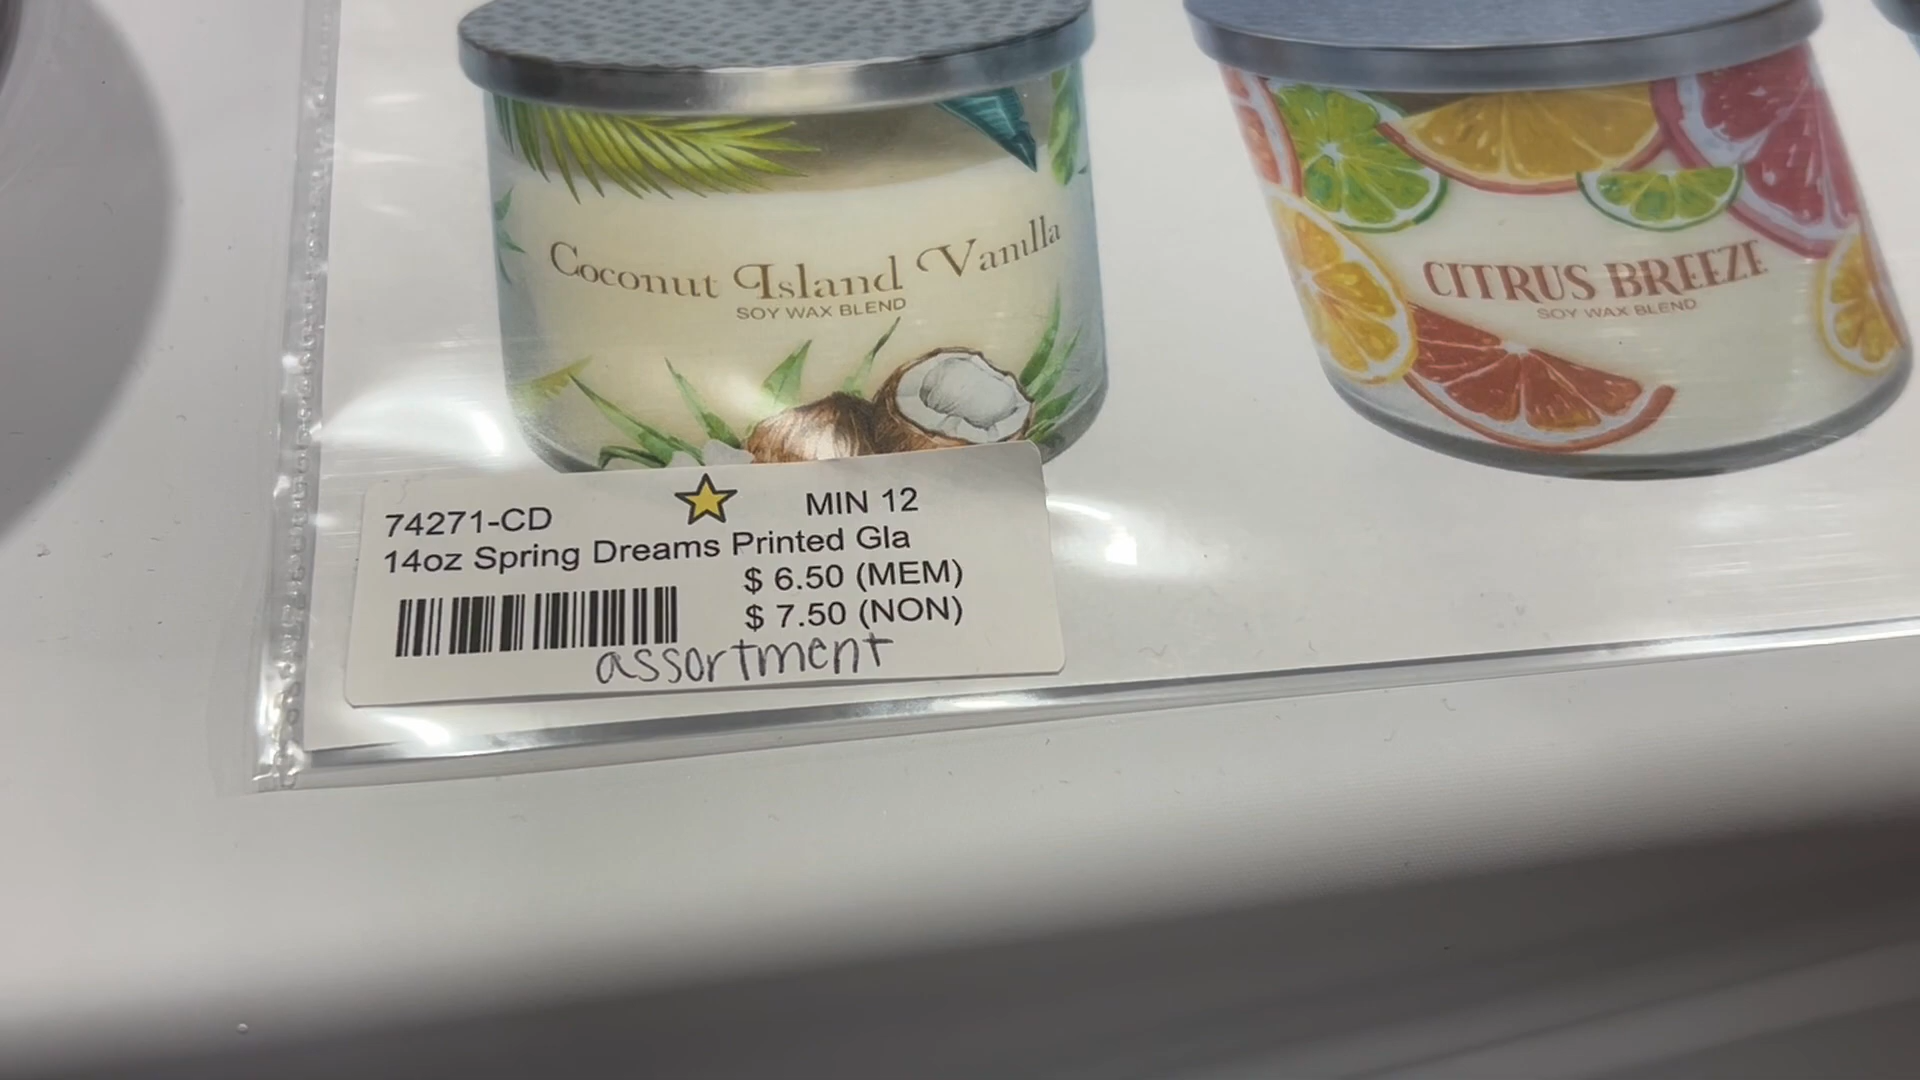 Coconut Island Vanilla
SOY WAX BLEND
CITRUS BREEZE
SOY WAX BLEND
74271-CD
MIN 12
14oz Spring Dreams Printed Gla
$ 6.50 (MEM)
$ 7.50 (NON)
assortment